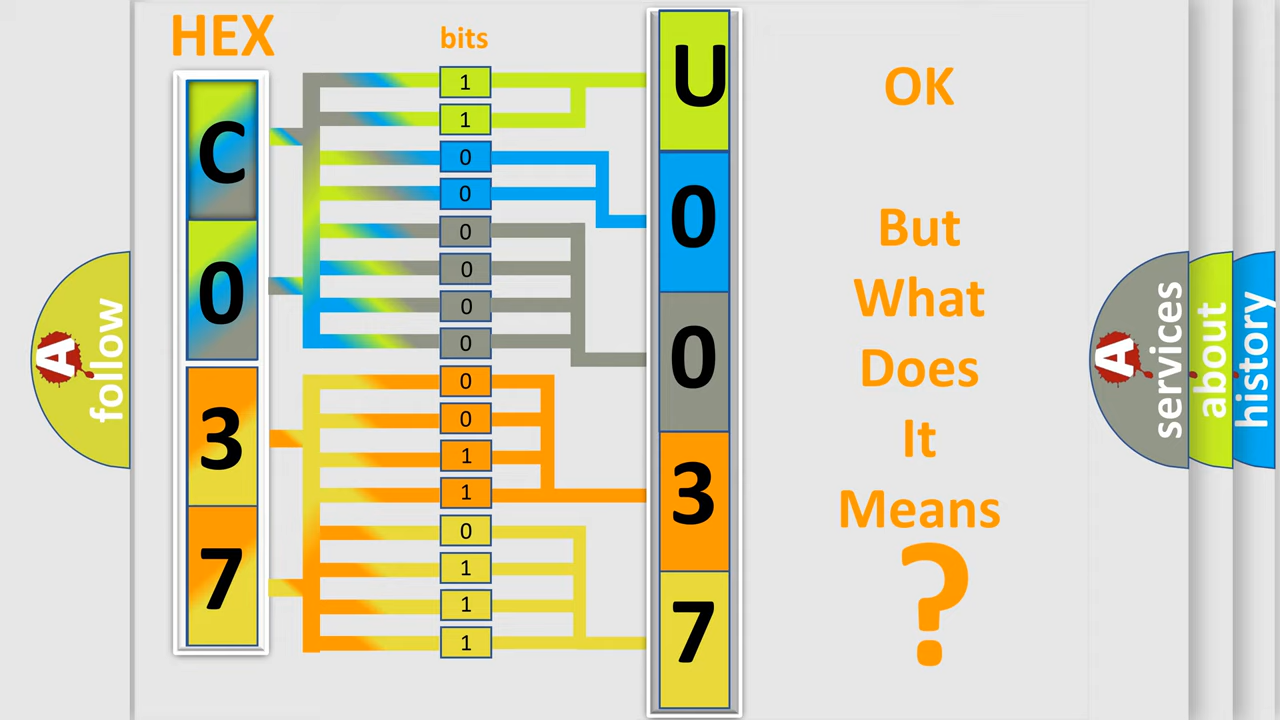 HEX
bits
C
0
3
7
1
1
0
0
0
0
0
0
0
0
1
1
0
1
1
1
U
0
0
3
7
OK
But
What
Does
It
Means
?
A
follow
A
services
about
history